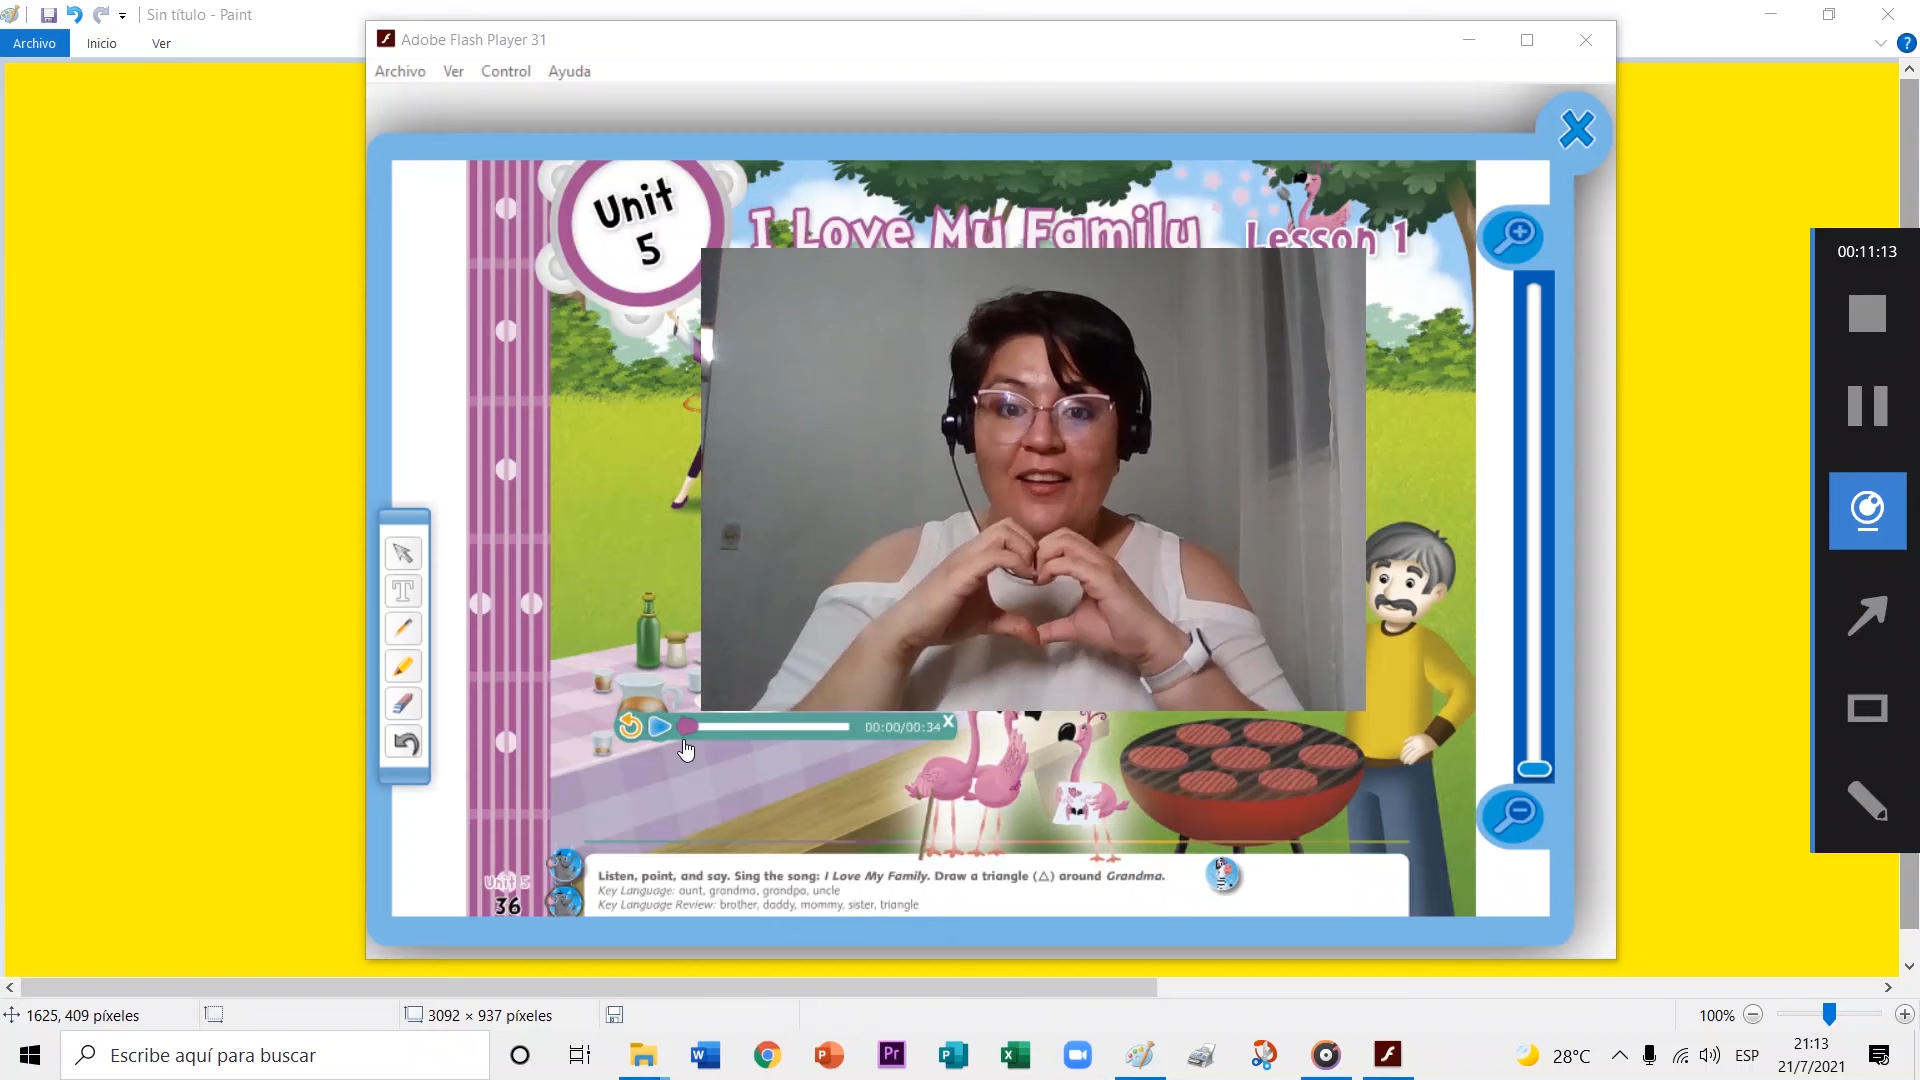 Sin título - Paint
Archivo Inicio Ver
Adobe Flash Player 31
Archivo Ver Control Ayuda
Unit
5
I Love My Family
Lesson 1
00:11:13
00:00/00:34 X
Listen, point, and say. Sing the song: I Love My Family. Draw a triangle (△) around Grandma.
Key Language: aunt, grandma, grandpa, uncle
Key Language Review: brother, daddy, mommy, sister, triangle
Unit 5
36
1625, 409 píxeles
3092 × 937 píxeles
100%
Escribe aquí para buscar
28°C
ESP
21:13
21/7/2021